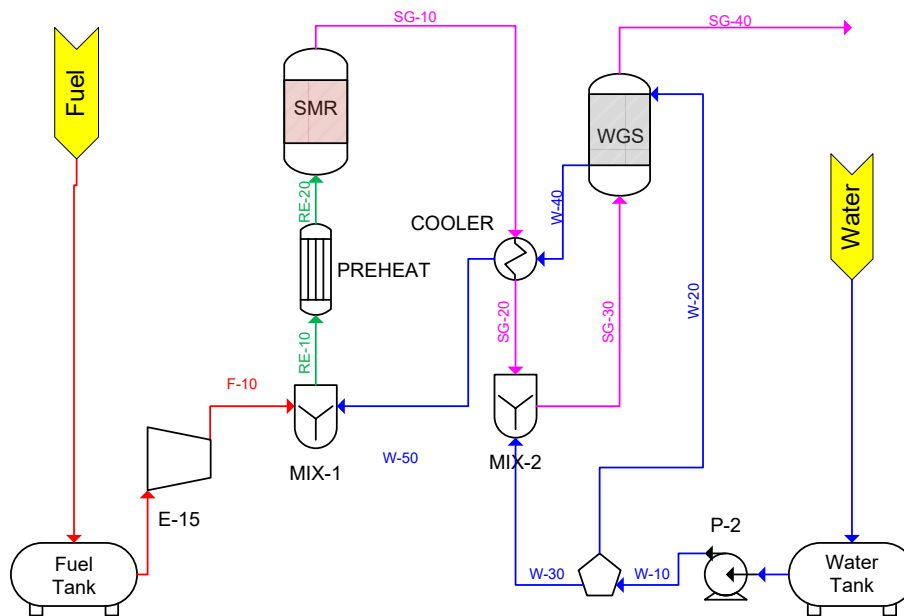 SG-10
SG-40
Fuel
SMR
WGS
Water
RE-20
W-40
COOLER
PREHEAT
W-20
SG-20
SG-30
RE-10
F-10
W-50
MIX-1
MIX-2
E-15
P-2
Fuel
Tank
W-30
W-10
Water
Tank